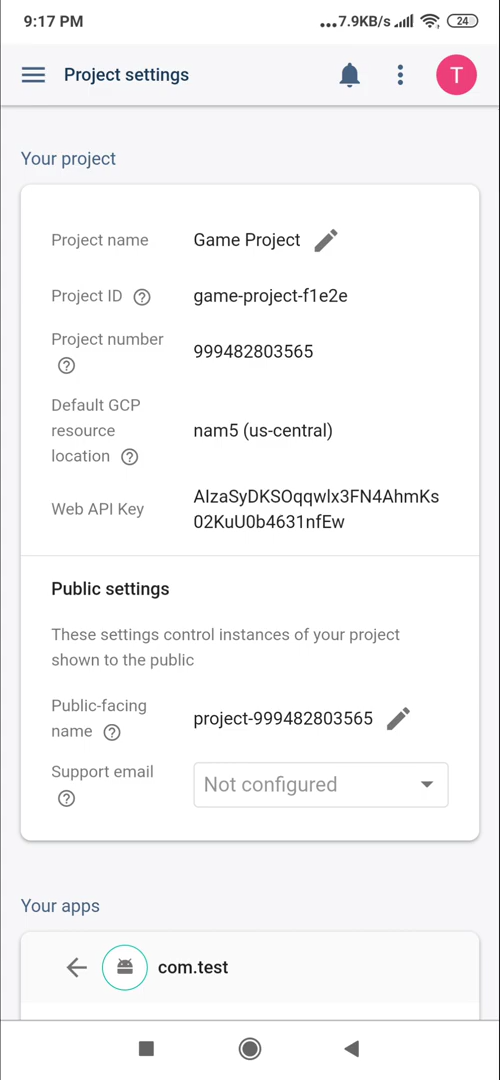 9:17 PM ...7.9KB/s 24
Project settings T
Your project
Project name Game Project
Project ID game-project-f1e2e
Project number 999482803565
Default GCP
resource
location nam5 (us-central)
Web API Key AIzaSyDKSOqqwlx3FN4AhmKs
02KuU0b4631nfEw
Public settings
These settings control instances of your project
shown to the public
Public-facing
name project-999482803565
Support email Not configured
Your apps
com.test